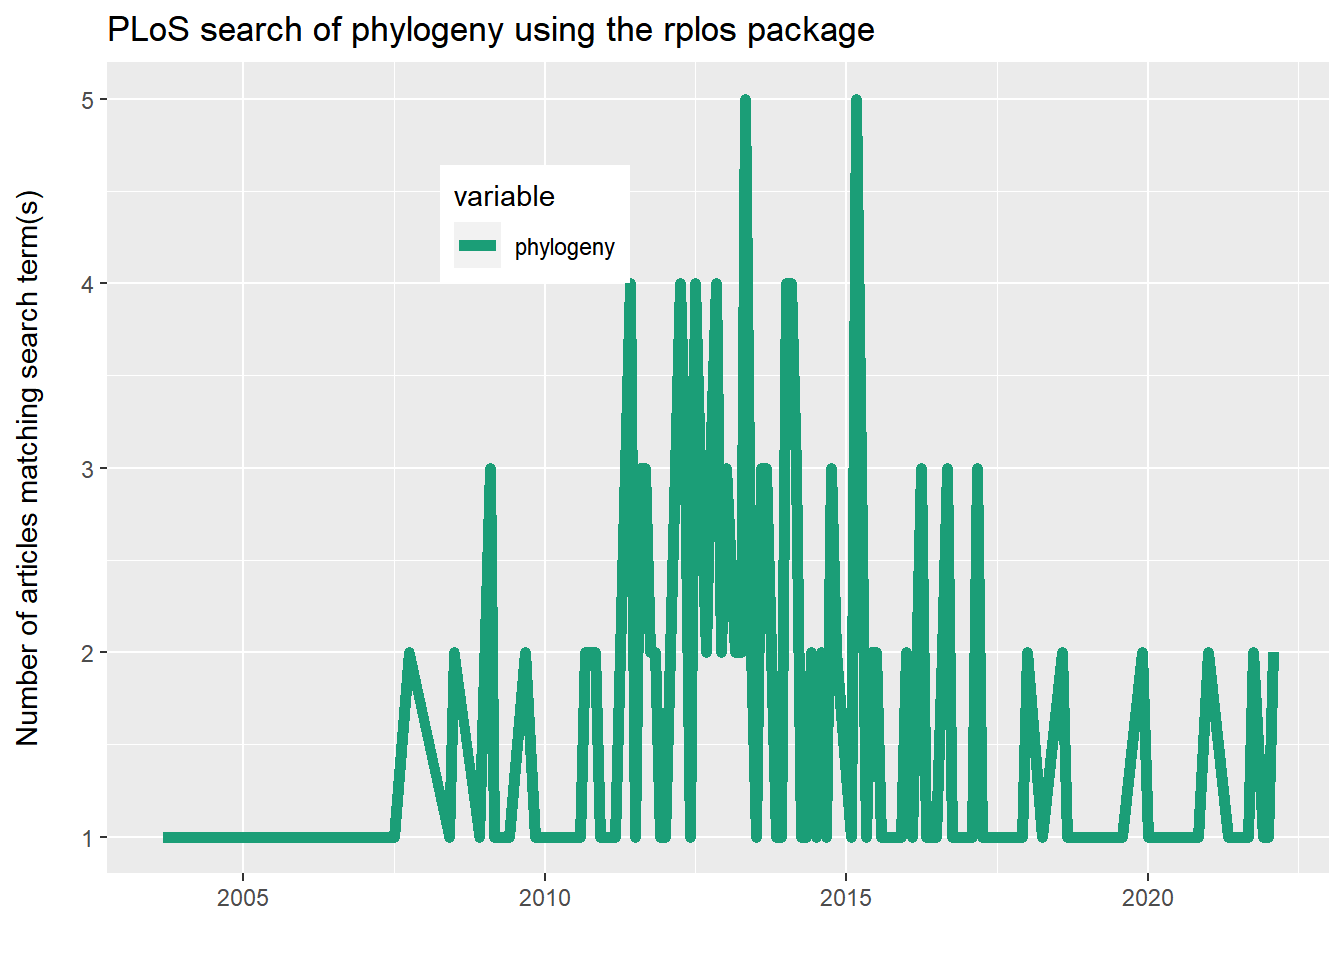 PLoS search of phylogeny using the rplos package
Number of articles matching search term(s)
5
4
3
2
1
variable
phylogeny
2005
2010
2015
2020